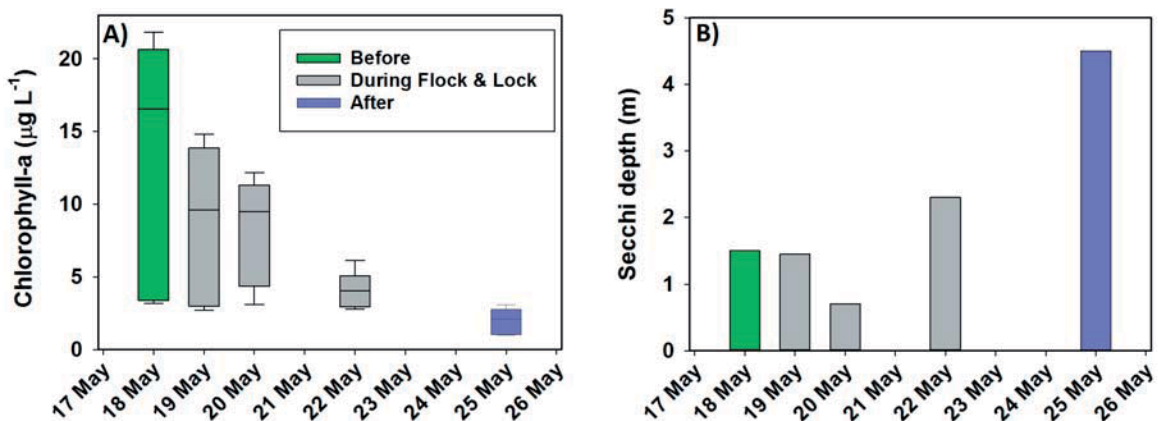 A)
Before
During Flock & Lock
After
Chlorophyll-a (µg L⁻¹)
20
15
10
5
0
17 May
18 May
19 May
20 May
21 May
22 May
23 May
24 May
25 May
26 May
B)
Secchi depth (m)
5
4
3
2
1
0
17 May
18 May
19 May
20 May
21 May
22 May
23 May
24 May
25 May
26 May